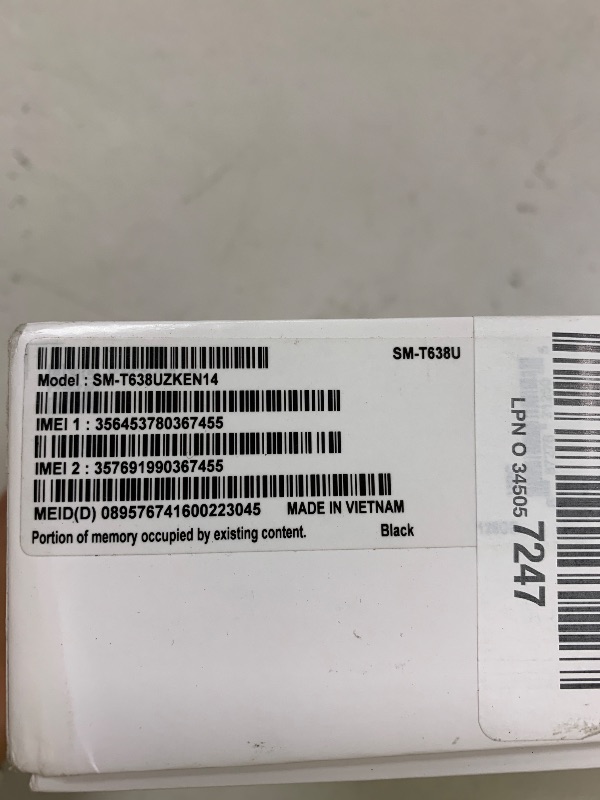 SM-T638U
Model : SM-T638UZKEN14
IMEI 1 : 356453780367455
IMEI 2 : 357691990367455
MEID(D) 089576741600223045 MADE IN VIETNAM
Portion of memory occupied by existing content. Black
LPN O 34505 7247